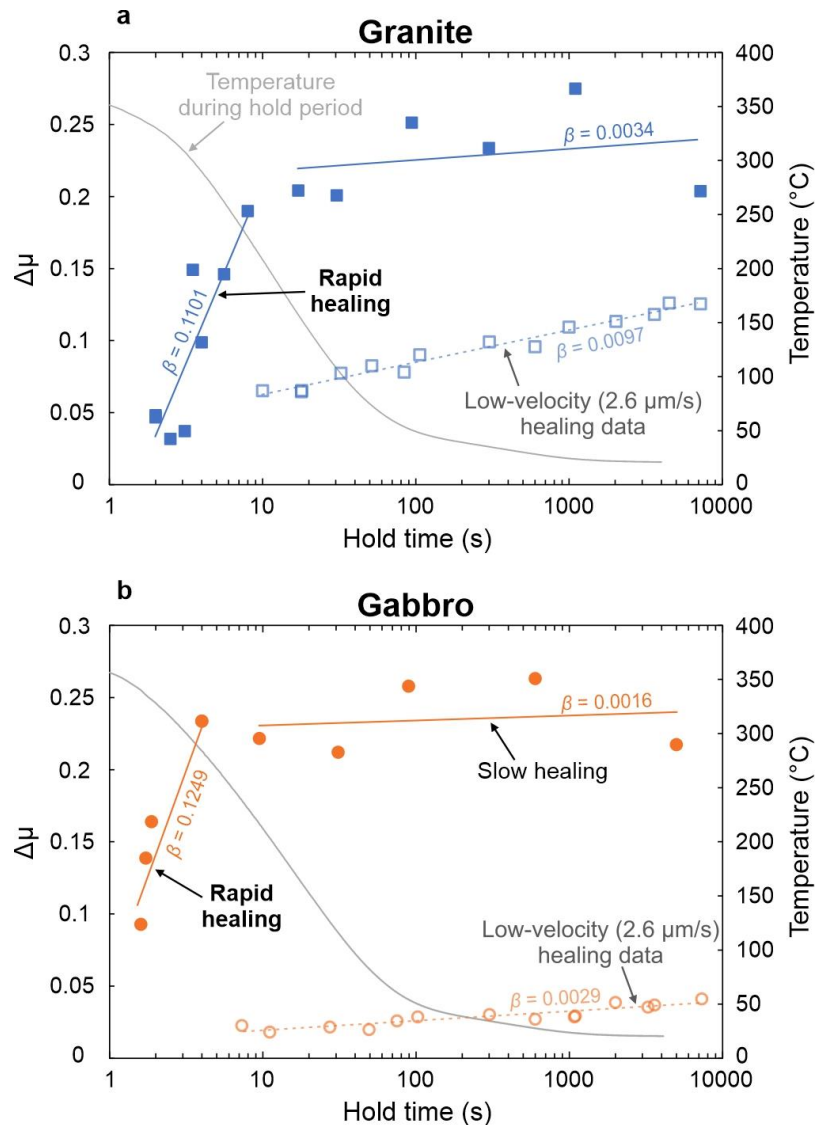 a
Granite
0.3
0.25
0.2
0.15
0.1
0.05
0
Δμ
400
350
300
250
200
150
100
50
0
Temperature (°C)
Temperature
during hold period
β = 0.0034
Rapid
healing
β = 0.1101
β = 0.0097
Low-velocity (2.6 μm/s)
healing data
1
10
100
1000
10000
Hold time (s)
b
Gabbro
0.3
0.25
0.2
0.15
0.1
0.05
0
Δμ
400
350
300
250
200
150
100
50
0
Temperature (°C)
β = 0.0016
Slow healing
β = 0.1249
Rapid
healing
Low-velocity (2.6 μm/s)
healing data
β = 0.0029
1
10
100
1000
10000
Hold time (s)